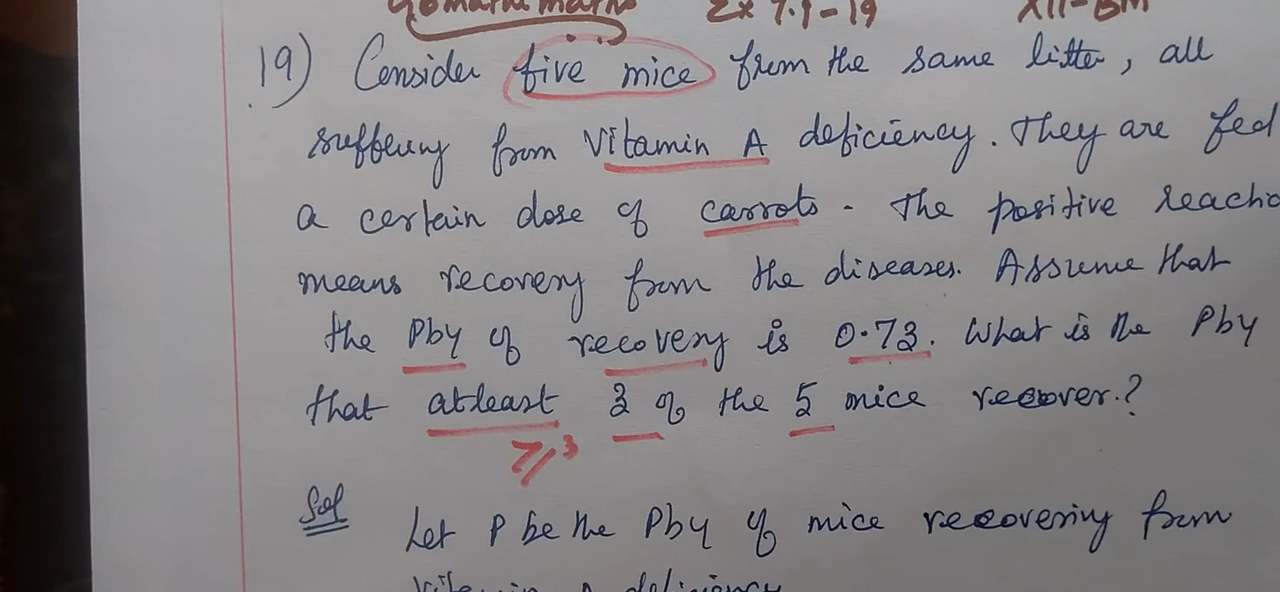 Ex 7.1-19 XII-BM
19) Consider five mice from the same litter, all
suffering from Vitamin A deficiency. They are fed
a certain dose of carrots. The positive reactio
means recovery from the diseases. Assume that
the Pby of recovery is 0.73. What is the Pby
that atleast 3 of the 5 mice recover.?
≥3
Sol
Let P be the Pby of mice recovering from
Vitamin A deficiency